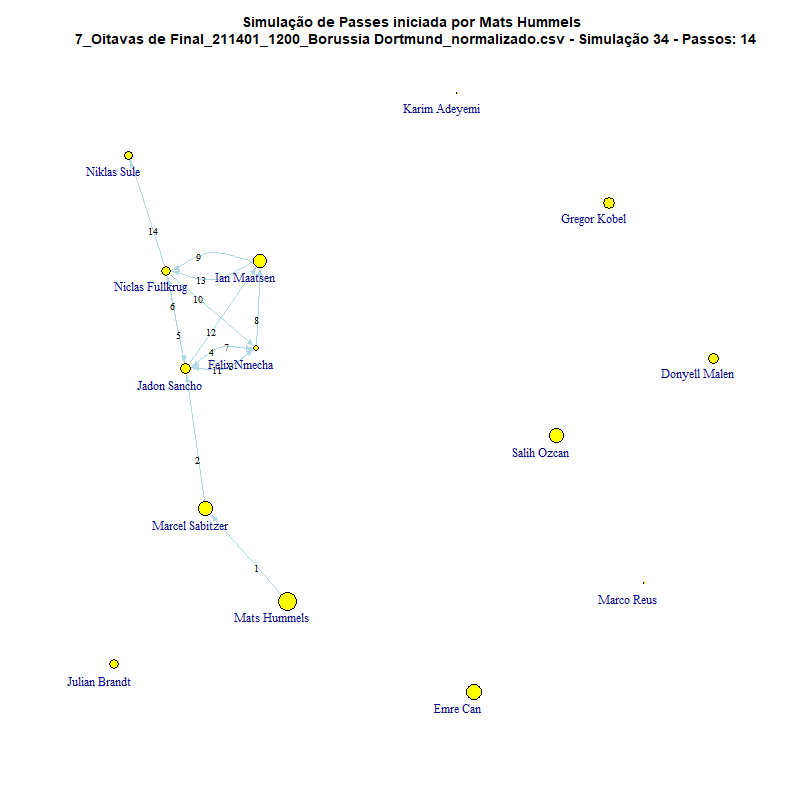 Simulação de Passes iniciada por Mats Hummels
7_Oitavas de Final_211401_1200_Borussia Dortmund_normalizado.csv - Simulação 34 - Passos: 14
Karim Adeyemi
Niklas Sule
Gregor Kobel
14
9
Ian Maatsen
13
Niclas Fullkrug
10
6
8
12
5
7
4
3
Felix Nmecha
11
Donyell Malen
Jadon Sancho
Salih Ozcan
2
Marcel Sabitzer
1
Marco Reus
Mats Hummels
Julian Brandt
Emre Can